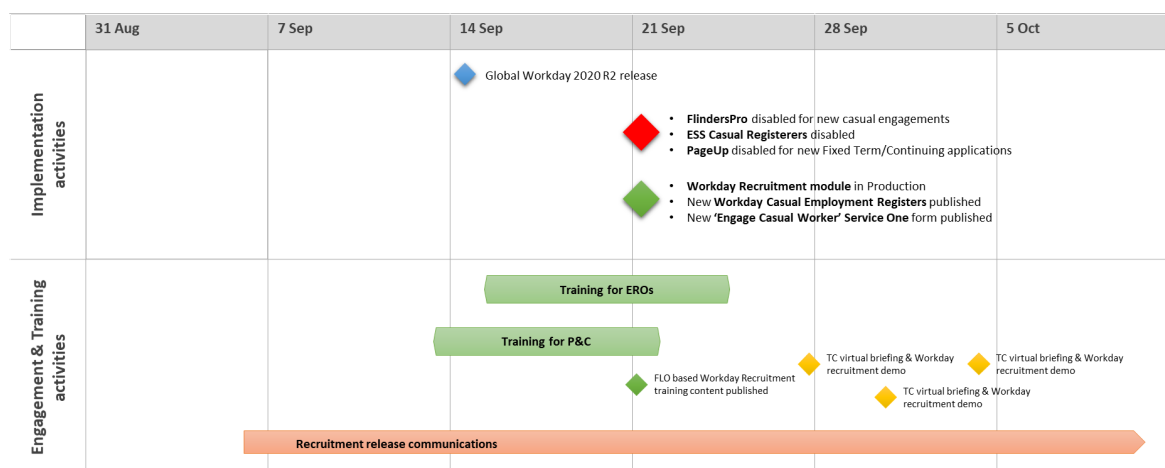 31 Aug
7 Sep
14 Sep
21 Sep
28 Sep
5 Oct
Implementation
activities
Global Workday 2020 R2 release
• FlindersPro disabled for new casual engagements
• ESS Casual Registerers disabled
• PageUp disabled for new Fixed Term/Continuing applications
• Workday Recruitment module in Production
• New Workday Casual Employment Registers published
• New ‘Engage Casual Worker’ Service One form published
Engagement & Training
activities
Training for EROs
Training for P&C
FLO based Workday Recruitment
training content published
TC virtual briefing & Workday
recruitment demo
TC virtual briefing & Workday
recruitment demo
TC virtual briefing & Workday
recruitment demo
Recruitment release communications